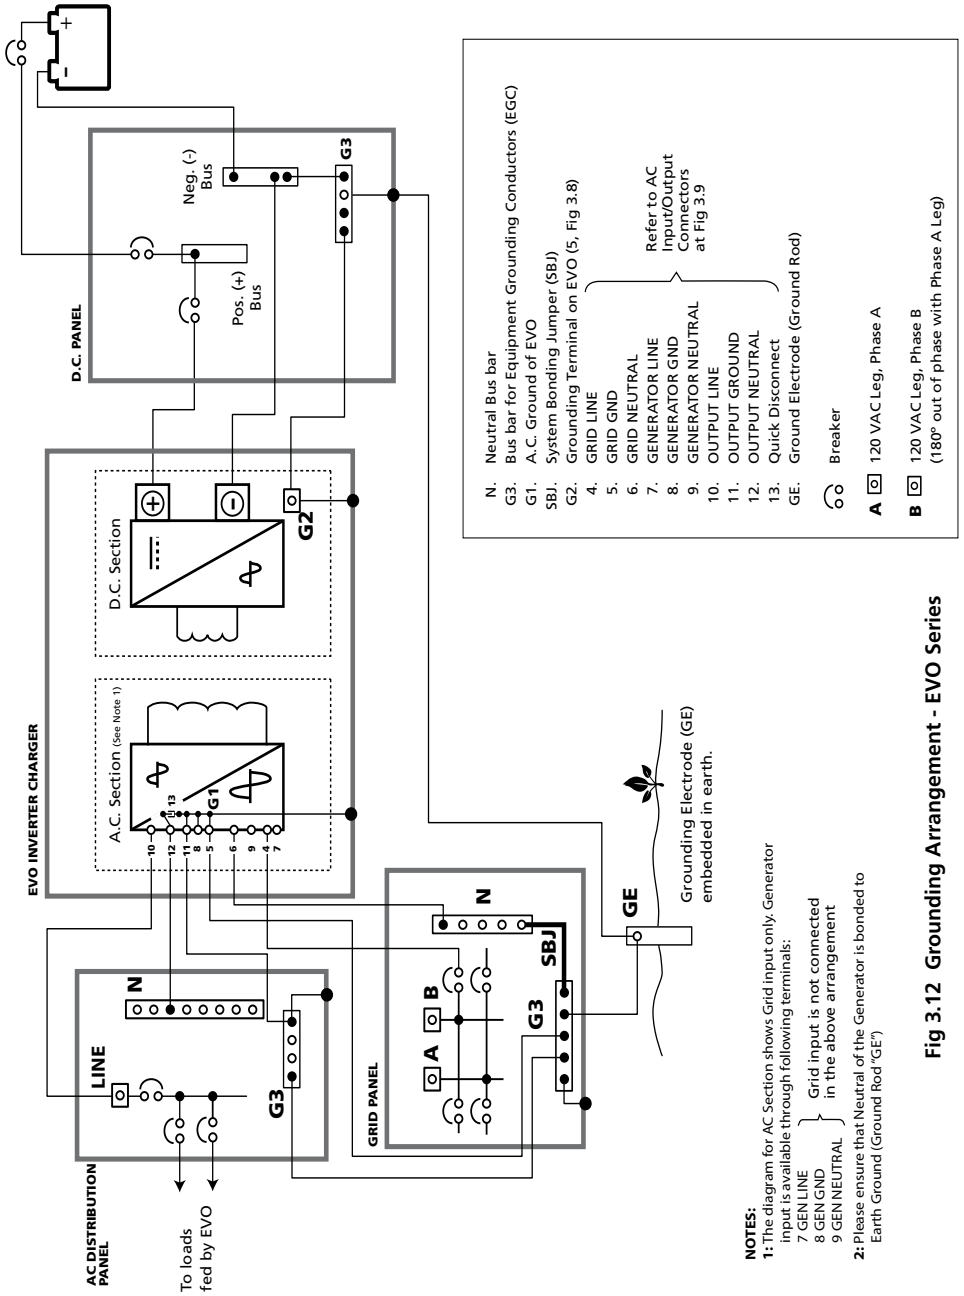 AC DISTRIBUTION
PANEL
LINE
N
G3
To loads
fed by EVO
EVO INVERTER CHARGER
A.C. Section (See Note 1)
10
12
11
8
5
6
9
4
7
13
G1
D.C. Section
+
−
G2
D.C. PANEL
Pos. (+)
Bus
Neg. (-)
Bus
G3
+
−
GRID PANEL
A
B
N
SBJ
G3
GE
Grounding Electrode (GE)
embedded in earth.
N. Neutral Bus bar
G3. Bus bar for Equipment Grounding Conductors (EGC)
G1. A.C. Ground of EVO
SBJ. System Bonding Jumper (SBJ)
G2. Grounding Terminal on EVO (5, Fig 3.8)
4. GRID LINE
5. GRID GND
6. GRID NEUTRAL
7. GENERATOR LINE
8. GENERATOR GND
9. GENERATOR NEUTRAL
10. OUTPUT LINE
11. OUTPUT GROUND
12. OUTPUT NEUTRAL
13. Quick Disconnect
GE. Ground Electrode (Ground Rod)
Refer to AC
Input/Output
Connectors
at Fig 3.9
Breaker
A 120 VAC Leg, Phase A
B 120 VAC Leg, Phase B
(180° out of phase with Phase A Leg)
NOTES:
1: The diagram for AC Section shows Grid input only. Generator
input is available through following terminals:
7 GEN LINE
8 GEN GND
9 GEN NEUTRAL
Grid input is not connected
in the above arrangement
2: Please ensure that Neutral of the Generator is bonded to
Earth Ground (Ground Rod "GE")
Fig 3.12 Grounding Arrangement - EVO Series